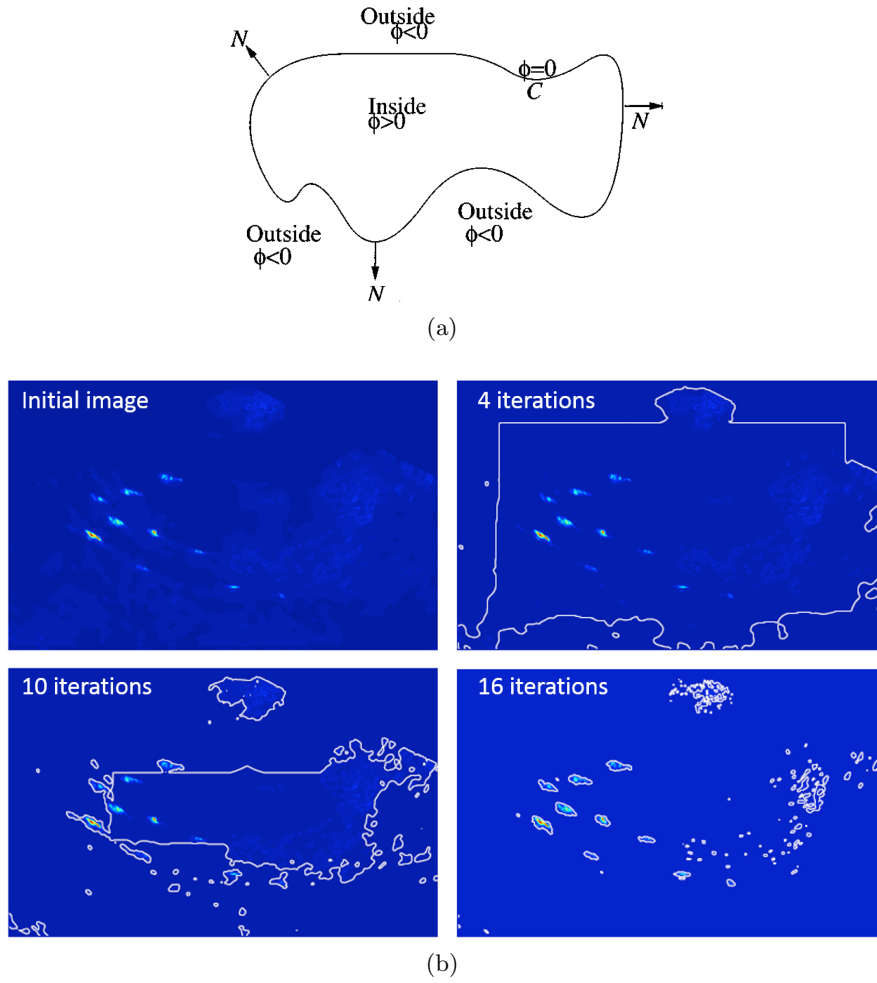 Outside
ϕ<0
N
ϕ=0
C
Inside
ϕ>0
N
Outside
ϕ<0
Outside
ϕ<0
N
(a)
Initial image
4 iterations
10 iterations
16 iterations
(b)